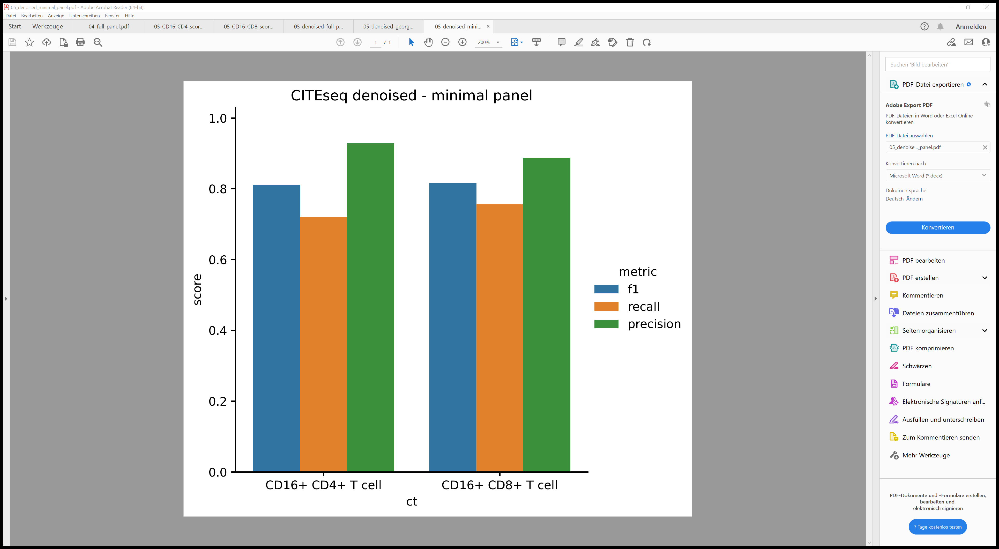 05_denoised_minimal_panel.pdf - Adobe Acrobat Reader (64-bit)
Datei Bearbeiten Anzeige Unterschreiben Fenster Hilfe
Start Werkzeuge 04_full_panel.pdf 05_CD16_CD4_scor... 05_CD16_CD8_scor... 05_denoised_full_p... 05_denoised_georg... 05_denoised_mini... × Anmelden
1 / 1 200%
CITEseq denoised - minimal panel
1.0
0.8
0.6
0.4
0.2
0.0
score
CD16+ CD4+ T cell CD16+ CD8+ T cell
ct
metric
f1
recall
precision
Suchen 'Bild bearbeiten'
PDF-Datei exportieren
Adobe Export PDF
PDF-Dateien in Word oder Excel Online
konvertieren
PDF-Datei auswählen
05_denoise..._panel.pdf
Konvertieren nach
Microsoft Word (*.docx)
Dokumentsprache:
Deutsch Ändern
Konvertieren
PDF bearbeiten
PDF erstellen
Kommentieren
Dateien zusammenführen
Seiten organisieren
PDF komprimieren
Schwärzen
Formulare
Elektronische Signaturen anf...
Ausfüllen und unterschreiben
Zum Kommentieren senden
Mehr Werkzeuge
PDF-Dokumente und -Formulare erstellen,
bearbeiten und
elektronisch signieren
7 Tage kostenlos testen